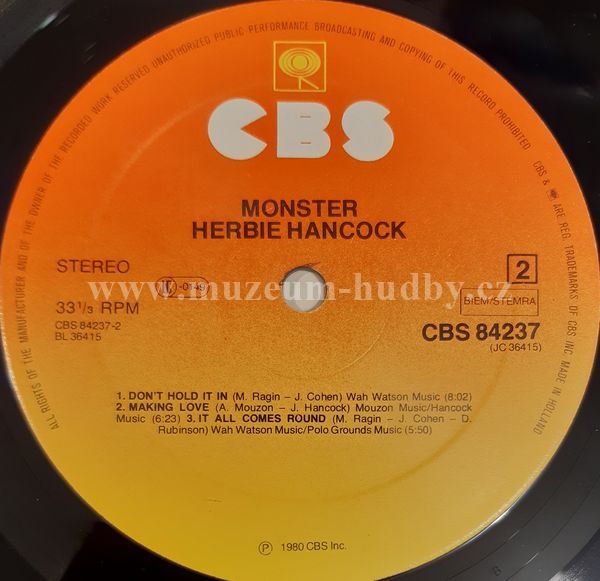 ALL RIGHTS OF THE MANUFACTURER AND OF THE OWNER OF THE RECORDED WORK RESERVED UNAUTHORIZED PUBLIC PERFORMANCE BROADCASTING AND COPYING OF THIS RECORD PROHIBITED CBS & ARE REG. TRADEMARKS OF CBS INC. MADE IN HOLLAND
CBS
MONSTER
HERBIE HANCOCK
STEREO
2
www.muzeum-hudby.cz
33 1/3 RPM
BIEM/STEMRA
CBS 84237-2
CBS 84237
BL 36415
(JC 36415)
1. DON'T HOLD IT IN (M. Ragin – J. Cohen) Wah Watson Music (8:02)
2. MAKING LOVE (A. Mouzon – J. Hancock) Mouzon Music/Hancock
Music (6:23) 3. IT ALL COMES ROUND (M. Ragin – J. Cohen – D.
Rubinson) Wah Watson Music/Polo Grounds Music (5:50)
Ⓟ 1980 CBS Inc.